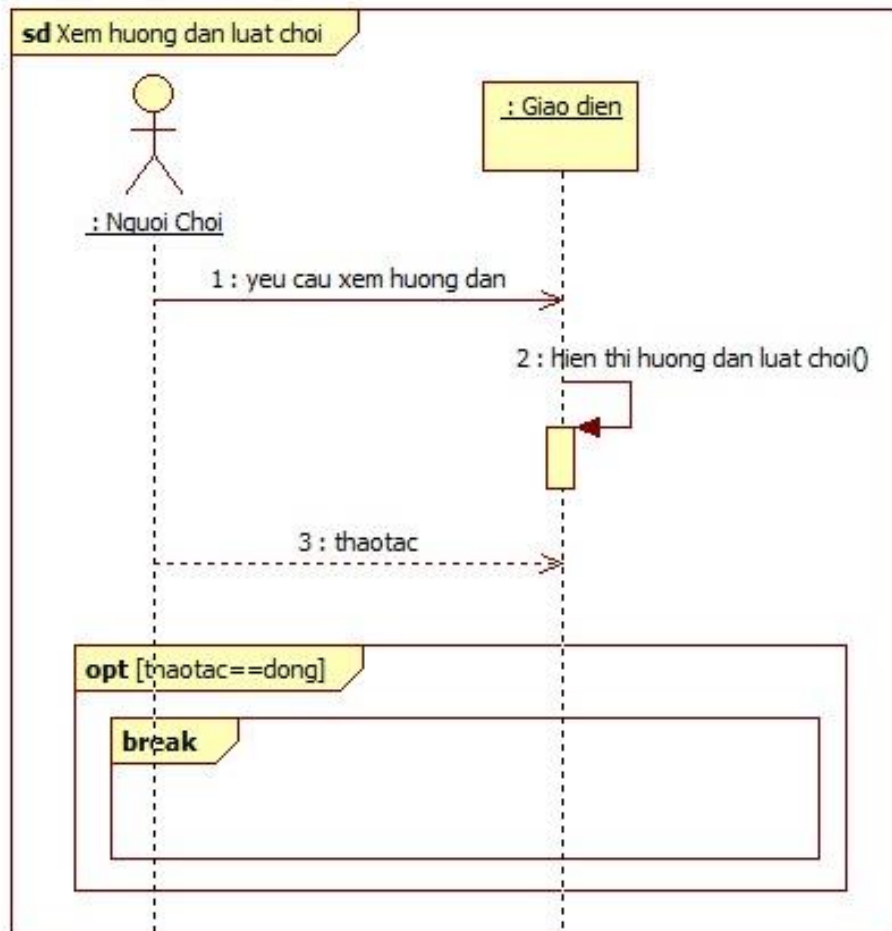 sd Xem huong dan luat choi
: Giao dien
: Nguoi Choi
1 : yeu cau xem huong dan
2 : hien thi huong dan luat choi()
3 : thaotac
opt [thaotac==dong]
break